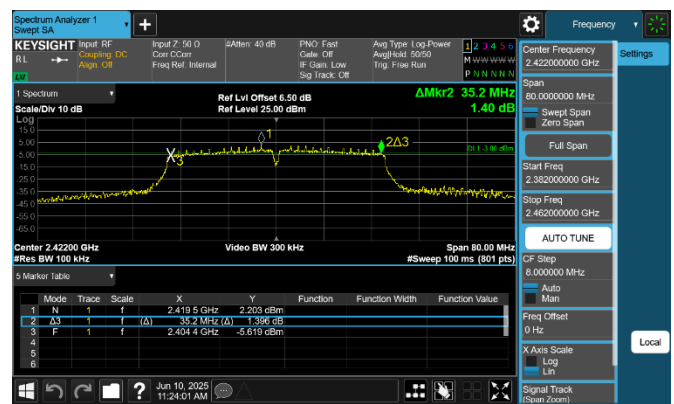 Spectrum Analyzer 1
Swept SA
+
Frequency
KEYSIGHT Input: RF
Input Z: 50 Ω
#Atten: 40 dB
PNO: Fast
Avg Type: Log-Power
1 2 3 4 5 6
RL
Coupling: DC
Corr CCorr
Gate: Off
Avg|Hold: 50/50
M W W W W W
Align: Off
Freq Ref: Internal
IF Gain: Low
Trig: Free Run
Sig Track: Off
P N N N N N
LV
1 Spectrum
Ref Lvl Offset 6.50 dB
ΔMkr2 35.2 MHz
Scale/Div 10 dB
Ref Level 25.00 dBm
1.40 dB
Log
15.0
5.00
-5.00
-15.0
-25.0
-35.0
-45.0
-55.0
-65.0
1
2Δ3
X3
DL1 -3.80 dBm
Center 2.42200 GHz
Video BW 300 kHz
Span 80.00 MHz
#Res BW 100 kHz
#Sweep 100 ms (801 pts)
5 Marker Table
Mode Trace Scale X Y Function Function Width Function Value
1 N 1 f 2.419 5 GHz 2.203 dBm
2 Δ3 1 f (Δ) 35.2 MHz (Δ) 1.396 dB
3 F 1 f 2.404 4 GHz -5.619 dBm
4
5
6
?
Jun 10, 2025
11:24:01 AM
Center Frequency
2.422000000 GHz
Span
80.0000000 MHz
Swept Span
Zero Span
Full Span
Start Freq
2.382000000 GHz
Stop Freq
2.462000000 GHz
AUTO TUNE
CF Step
8.000000 MHz
Auto
Man
Freq Offset
0 Hz
X Axis Scale
Log
Lin
Signal Track
(Span Zoom)
Settings
Local